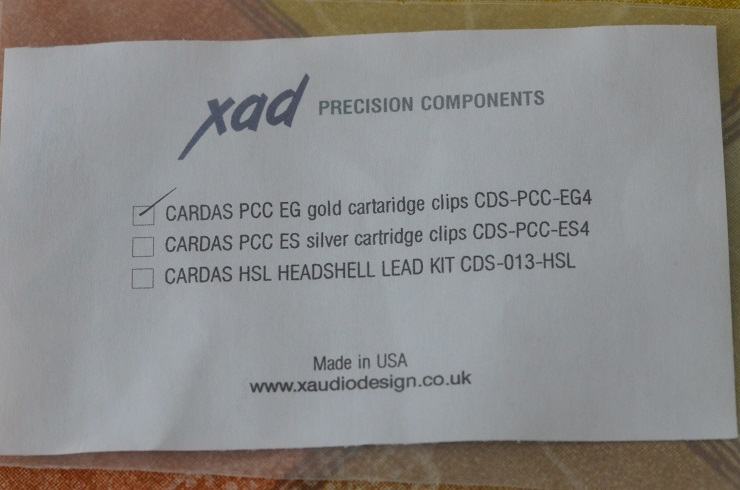 xad PRECISION COMPONENTS
CARDAS PCC EG gold cartaridge clips CDS-PCC-EG4
CARDAS PCC ES silver cartridge clips CDS-PCC-ES4
CARDAS HSL HEADSHELL LEAD KIT CDS-013-HSL
Made in USA
www.xaudiodesign.co.uk